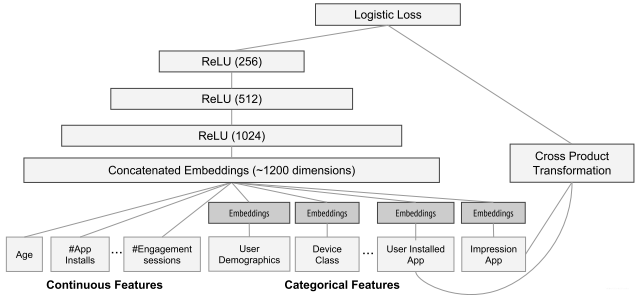 Logistic Loss
ReLU (256)
ReLU (512)
ReLU (1024)
Concatenated Embeddings (~1200 dimensions)
Cross Product
Transformation
Embeddings
Embeddings
Embeddings
Embeddings
Age
#App
Installs
...
#Engagement
sessions
User
Demographics
Device
Class
...
User Installed
App
Impression
App
Continuous Features
Categorical Features